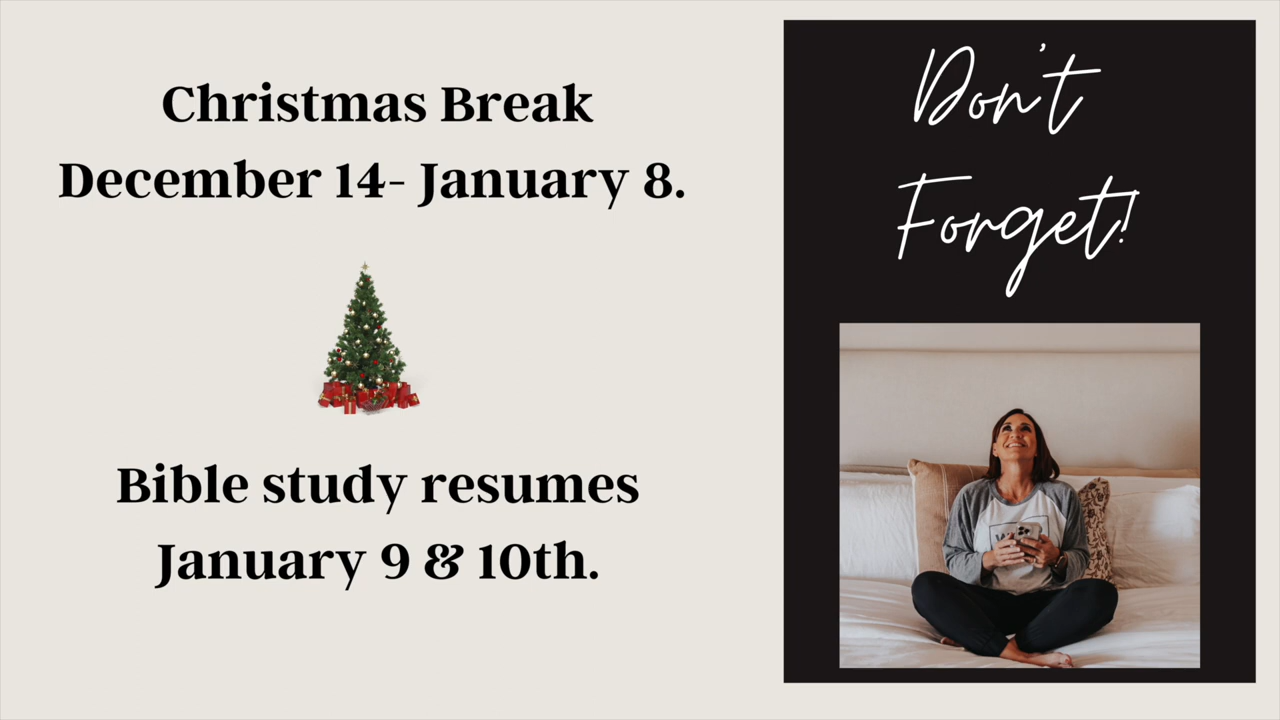 Christmas Break
December 14- January 8.
Bible study resumes
January 9 & 10th.
Don't
Forget!